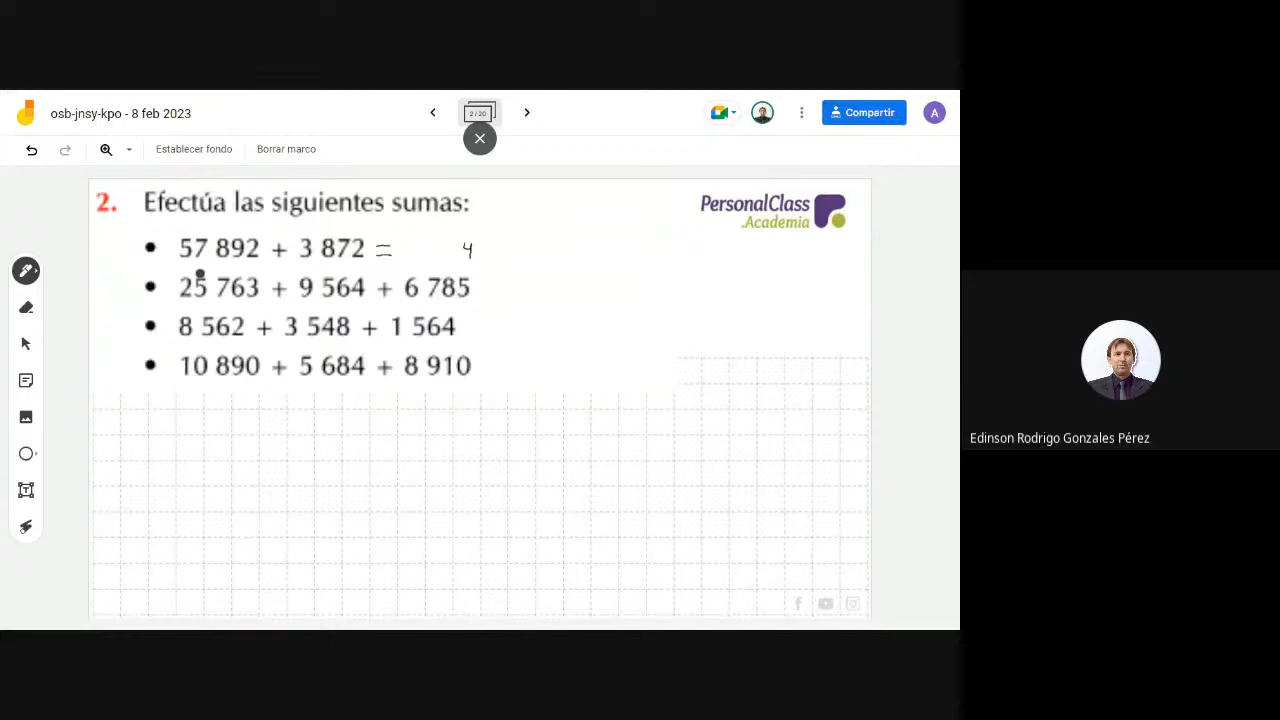 osb-jnsy-kpo - 8 feb 2023
2 / 20
Compartir
A
Establecer fondo
Borrar marco
2. Efectúa las siguientes sumas:
PersonalClass
.Academia
• 57 892 + 3 872 = 4
• 25 763 + 9 564 + 6 785
• 8 562 + 3 548 + 1 564
• 10 890 + 5 684 + 8 910
Edinson Rodrigo Gonzales Pérez